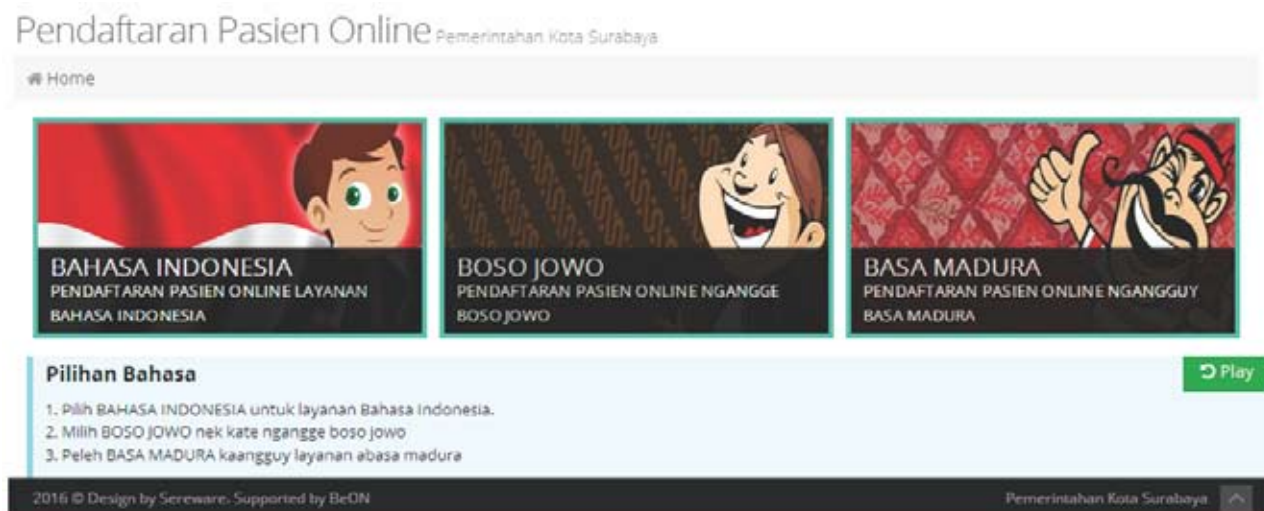 Pendaftaran Pasien Online Pemerintahan Kota Surabaya
Home
BAHASA INDONESIA
PENDAFTARAN PASIEN ONLINE LAYANAN
BAHASA INDONESIA
BOSO JOWO
PENDAFTARAN PASIEN ONLINE NGANGGE
BOSO JOWO
BASA MADURA
PENDAFTARAN PASIEN ONLINE NGANGGUY
BASA MADURA
Pilihan Bahasa
Play
1. Pilih BAHASA INDONESIA untuk layanan Bahasa Indonesia.
2. Milih BOSO JOWO nek kate ngangge boso jowo
3. Peleh BASA MADURA kaangguy layanan abasa madura
2016 © Design by Sereware. Supported by BeON
Pemerintahan Kota Surabaya